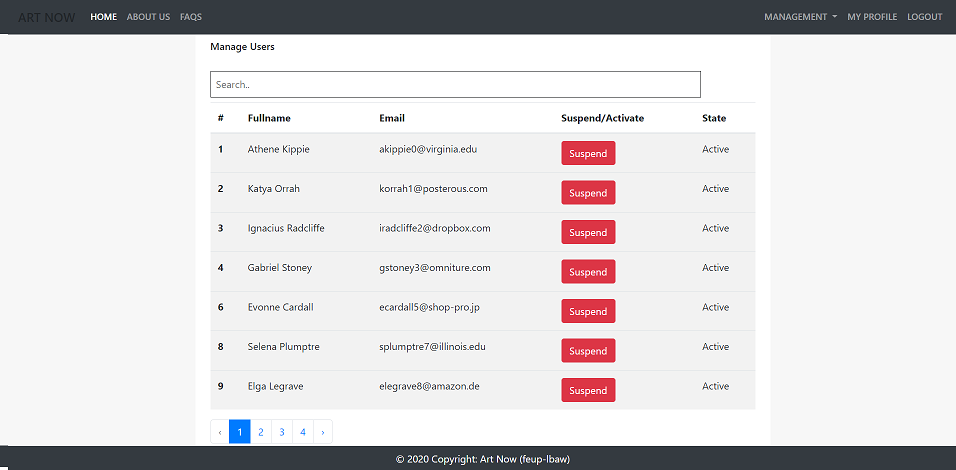 ART NOW HOME ABOUT US FAQS MANAGEMENT MY PROFILE LOGOUT
Manage Users
Search..
# Fullname Email Suspend/Activate State
1 Athene Kippie akippie0@virginia.edu Suspend Active
2 Katya Orrah korrah1@posterous.com Suspend Active
3 Ignacius Radcliffe iradcliffe2@dropbox.com Suspend Active
4 Gabriel Stoney gstoney3@omniture.com Suspend Active
6 Evonne Cardall ecardall5@shop-pro.jp Suspend Active
8 Selena Plumptre splumptre7@illinois.edu Suspend Active
9 Elga Legrave elegrave8@amazon.de Suspend Active
‹ 1 2 3 4 ›
© 2020 Copyright: Art Now (feup-lbaw)